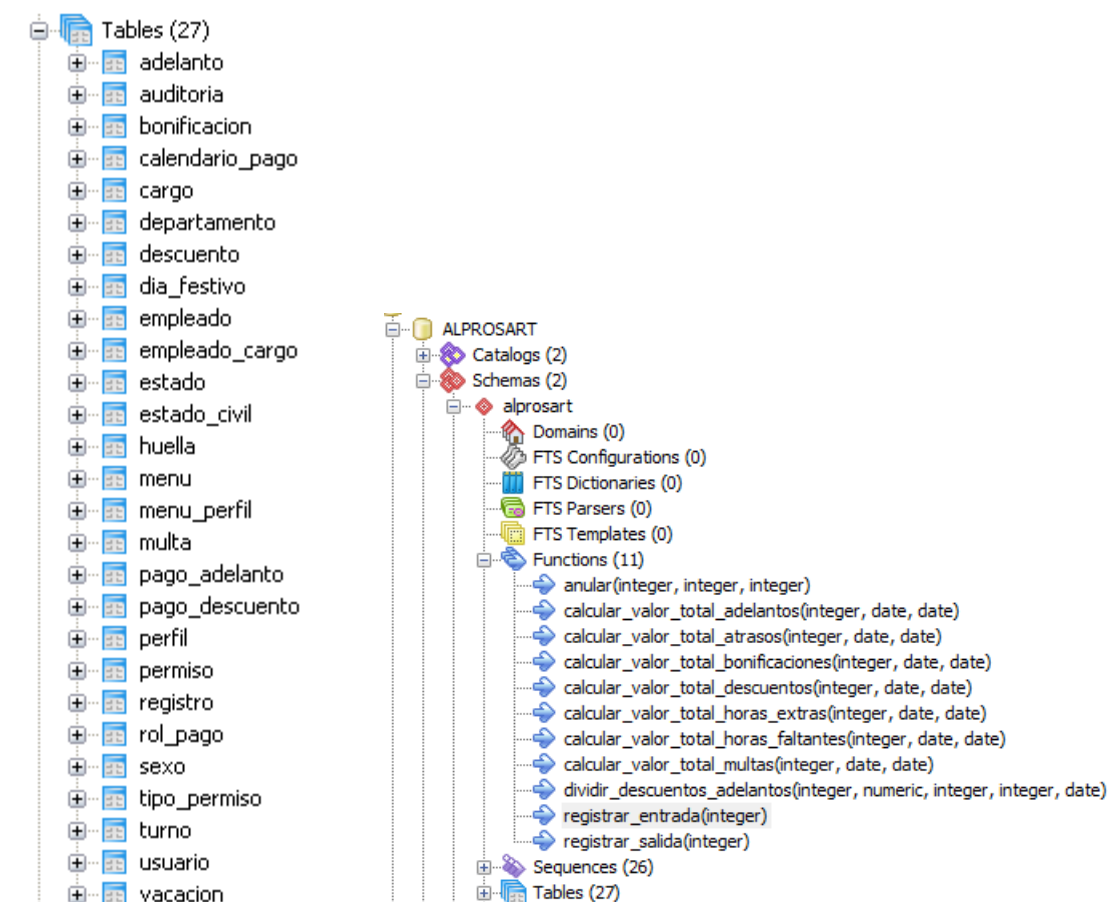 Tables (27)
adelanto
auditoria
bonificacion
calendario_pago
cargo
departamento
descuento
dia_festivo
empleado
empleado_cargo
estado
estado_civil
huella
menu
menu_perfil
multa
pago_adelanto
pago_descuento
perfil
permiso
registro
rol_pago
sexo
tipo_permiso
turno
usuario
vacacion
ALPROSART
Catalogs (2)
Schemas (2)
alprosart
Domains (0)
FTS Configurations (0)
FTS Dictionaries (0)
FTS Parsers (0)
FTS Templates (0)
Functions (11)
anular(integer, integer, integer)
calcular_valor_total_adelantos(integer, date, date)
calcular_valor_total_atrasos(integer, date, date)
calcular_valor_total_bonificaciones(integer, date, date)
calcular_valor_total_descuentos(integer, date, date)
calcular_valor_total_horas_extras(integer, date, date)
calcular_valor_total_horas_faltantes(integer, date, date)
calcular_valor_total_multas(integer, date, date)
dividir_descuentos_adelantos(integer, numeric, integer, integer, date)
registrar_entrada(integer)
registrar_salida(integer)
Sequences (26)
Tables (27)